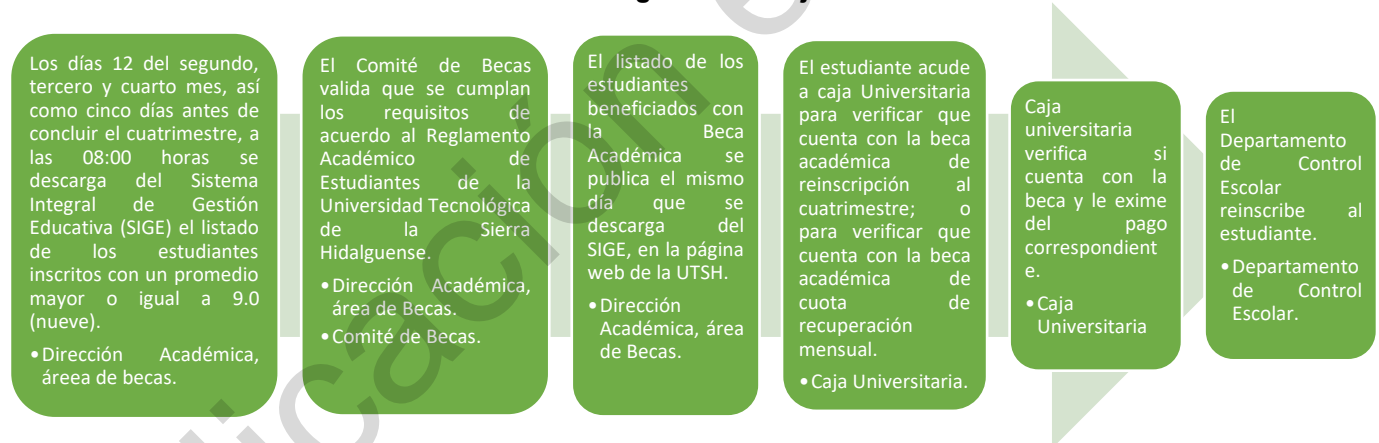 Los días 12 del segundo,
tercero y cuarto mes, así
como cinco días antes de
concluir el cuatrimestre, a
las 08:00 horas se
descarga del Sistema
Integral de Gestión
Educativa (SIGE) el listado
de los estudiantes
inscritos con un promedio
mayor o igual a 9.0
(nueve).
•Dirección Académica,
áreea de becas.
El Comité de Becas
valida que se cumplan
los requisitos de
acuerdo al Reglamento
Académico de
Estudiantes de la
Universidad Tecnológica
de la Sierra
Hidalguense.
•Dirección Académica,
área de Becas.
•Comité de Becas.
El listado de los
estudiantes
beneficiados con
la Beca
Académica se
publica el mismo
día que se
descarga del
SIGE, en la página
web de la UTSH.
•Dirección
Académica, área
de Becas.
El estudiante acude
a caja Universitaria
para verificar que
cuenta con la beca
académica de
reinscripción al
cuatrimestre; o
para verificar que
cuenta con la beca
académica de
cuota de
recuperación
mensual.
•Caja Universitaria.
Caja
universitaria
verifica si
cuenta con la
beca y le exime
del pago
correspondient
e.
•Caja
Universitaria
El
Departamento
de Control
Escolar
reinscribe al
estudiante.
•Departamento
de Control
Escolar.